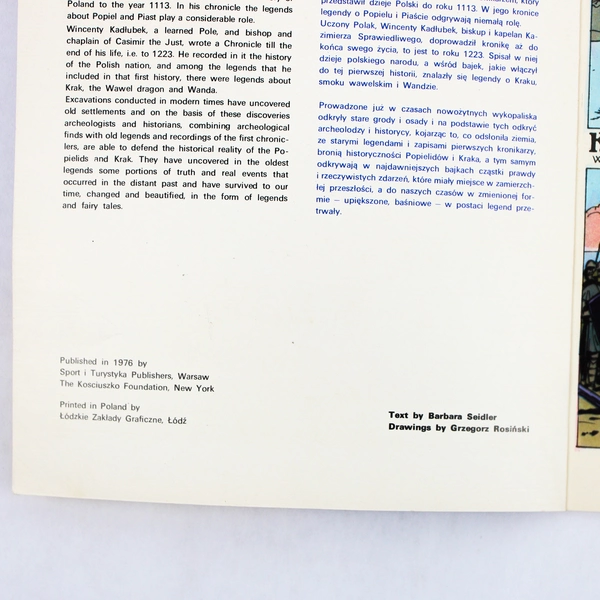 Poland to the year 1113. In his chronicle the legends
about Popiel and Piast play a considerable role.
Wincenty Kadlubek, a learned Pole, and bishop and
chaplain of Casimir the Just, wrote a Chronicle till the
end of his life, i.e. to 1223. He recorded in it the history
of the Polish nation, and among the legends that he
included in that first history, there were legends about
Krak, the Wawel dragon and Wanda.
Excavations conducted in modern times have uncovered
old settlements and on the basis of these discoveries
archeologists and historians, combining archeological
finds with old legends and recordings of the first chronic-
lers, are able to defend the historical reality of the Po-
pielids and Krak. They have uncovered in the oldest
legends some portions of truth and real events that
occurred in the distant past and have survived to our
time, changed and beautified, in the form of legends
and fairy tales.
przedstawił dzieje Polski do roku 1113. W jego kronice
legendy o Popielu i Piaście odgrywają niemałą rolę.
Uczony Polak, Wincenty Kadłubek, biskup i kapelan Ka-
zimierza Sprawiedliwego, doprowadził kronikę aż do
końca swego życia, to jest to roku 1223. Spisał w niej
dzieje polskiego narodu, a wśród bajek, jakie włączył
do tej pierwszej historii, znalazły się legendy o Kraku,
smoku wawelskim i Wandzie.
Prowadzone już w czasach nowożytnych wykopaliska
odkryły stare grody i osady i na podstawie tych odkryć
archeolodzy i historycy, kojarząc to, co odsłoniła ziemia,
ze starymi legendami i zapisami pierwszych kronikarzy,
bronią historyczności Popielidów i Kraka, a tym samym
odkrywają w najdawniejszych bajkach cząstki prawdy
i rzeczywistych zdarzeń, które miały miejsce w zamierzch-
łej przeszłości, a do naszych czasów w zmienionej for-
mie – upiększone, baśniowe – w postaci legend prze-
trwały.
Published in 1976 by
Sport i Turystyka Publishers, Warsaw
The Kosciuszko Foundation, New York
Printed in Poland by
Łódzkie Zakłady Graficzne, Łódź
Text by Barbara Seidler
Drawings by Grzegorz Rosiński